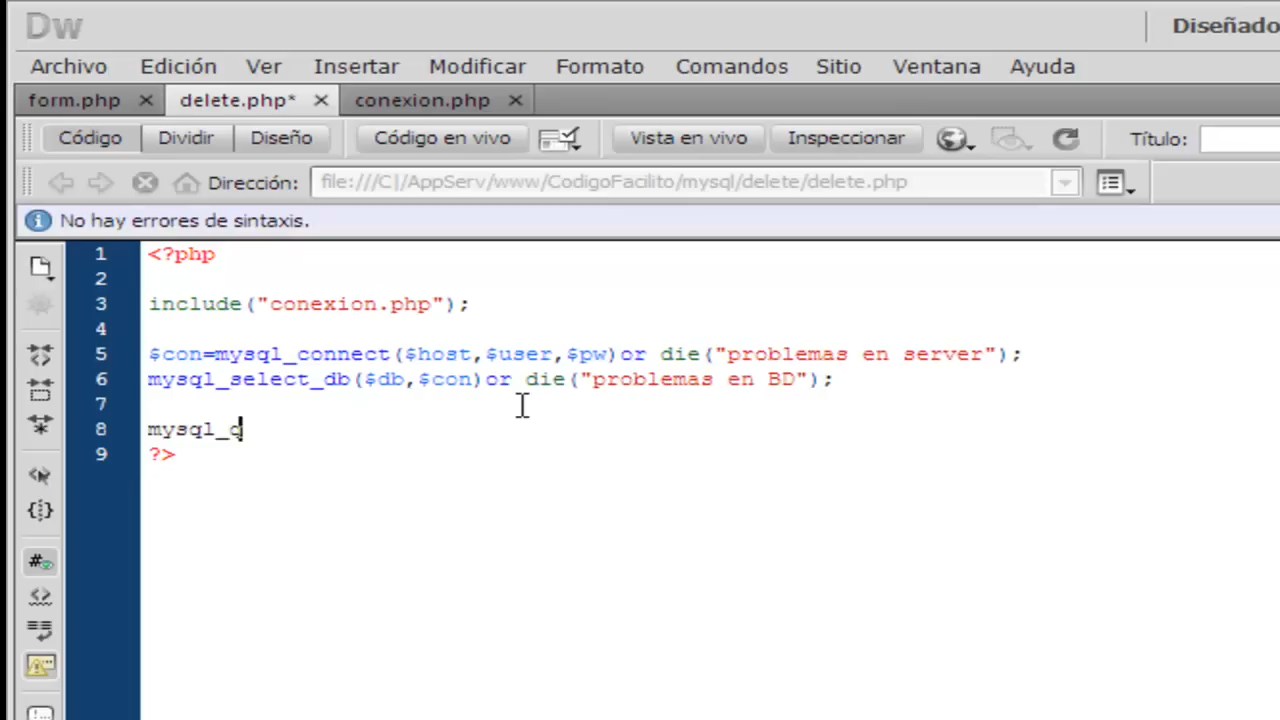 Dw
Diseñado
Archivo Edición Ver Insertar Modificar Formato Comandos Sitio Ventana Ayuda
form.php delete.php* conexion.php
Código Dividir Diseño Código en vivo Vista en vivo Inspeccionar Título:
Dirección: file:///C|/AppServ/www/CodigoFacilito/mysql/delete/delete.php
No hay errores de sintaxis.
1 <?php
2
3 include("conexion.php");
4
5 $con=mysql_connect($host,$user,$pw)or die("problemas en server");
6 mysql_select_db($db,$con)or die("problemas en BD");
7
8 mysql_q
9 ?>